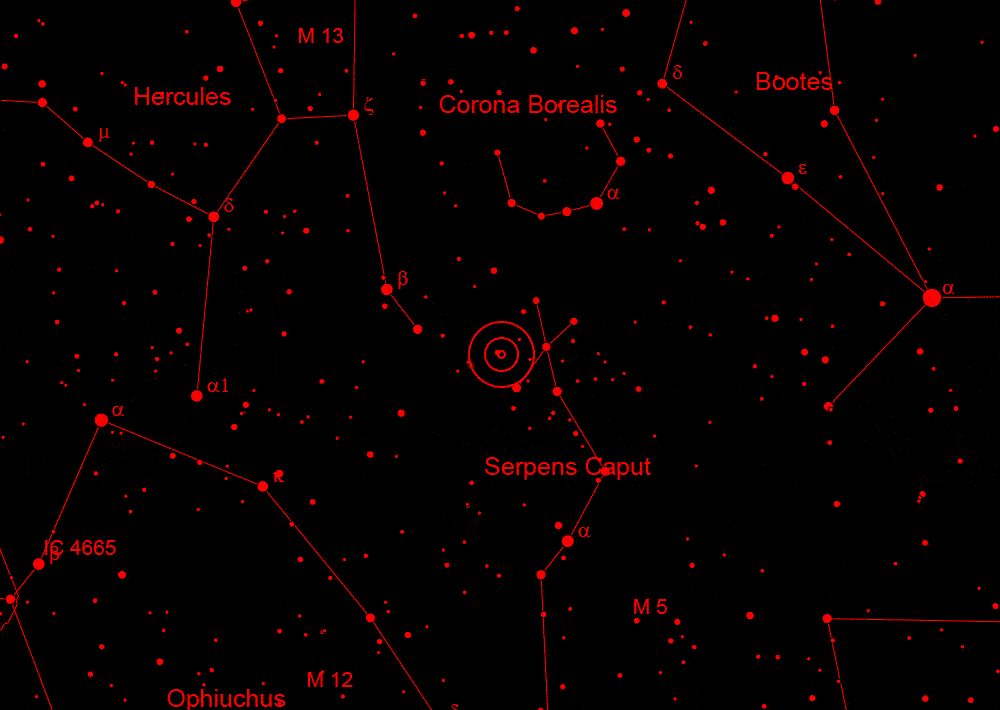 M 13
ζ
δ
Bootes
Hercules
Corona Borealis
μ
ε
α
δ
β
α
α1
α
Serpens Caput
κ
α
IC 4665
β
M 5
M 12
Ophiuchus
ε